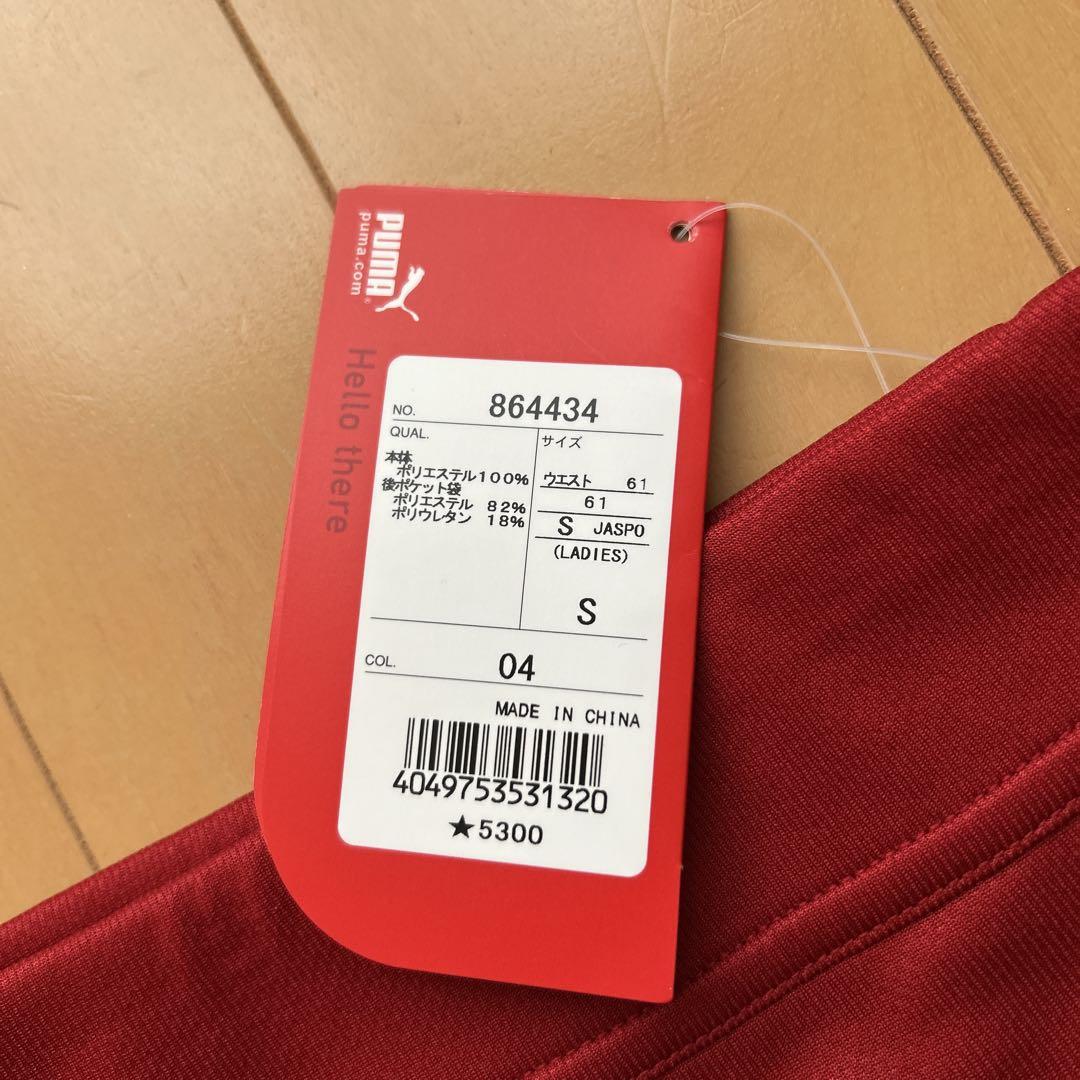 PUMA®
puma.com
Hello there
NO. 864434
QUAL.
本体
ポリエステル100%
後ポケット袋
ポリエステル 82%
ポリウレタン 18%
サイズ
ウエスト 61
61
S JASPO
(LADIES)
S
COL. 04
MADE IN CHINA
4049753531320
★5300